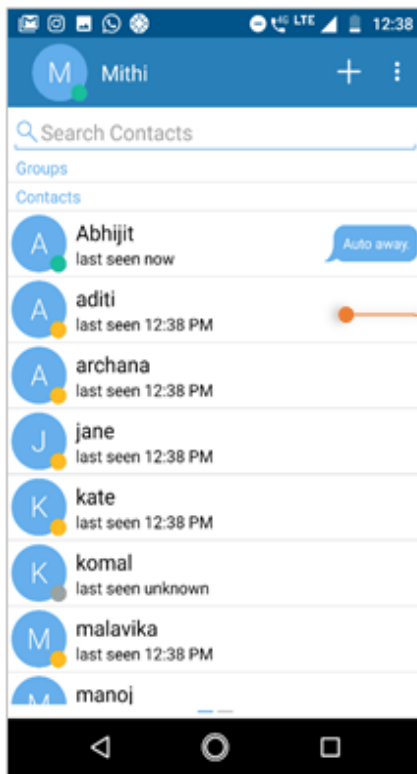 4G LTE 12:38
M Mithi
Search Contacts
Groups
Contacts
A Abhijit
last seen now
Auto away.
A aditi
last seen 12:38 PM
A archana
last seen 12:38 PM
J jane
last seen 12:38 PM
K kate
last seen 12:38 PM
K komal
last seen unknown
M malavika
last seen 12:38 PM
M manoj